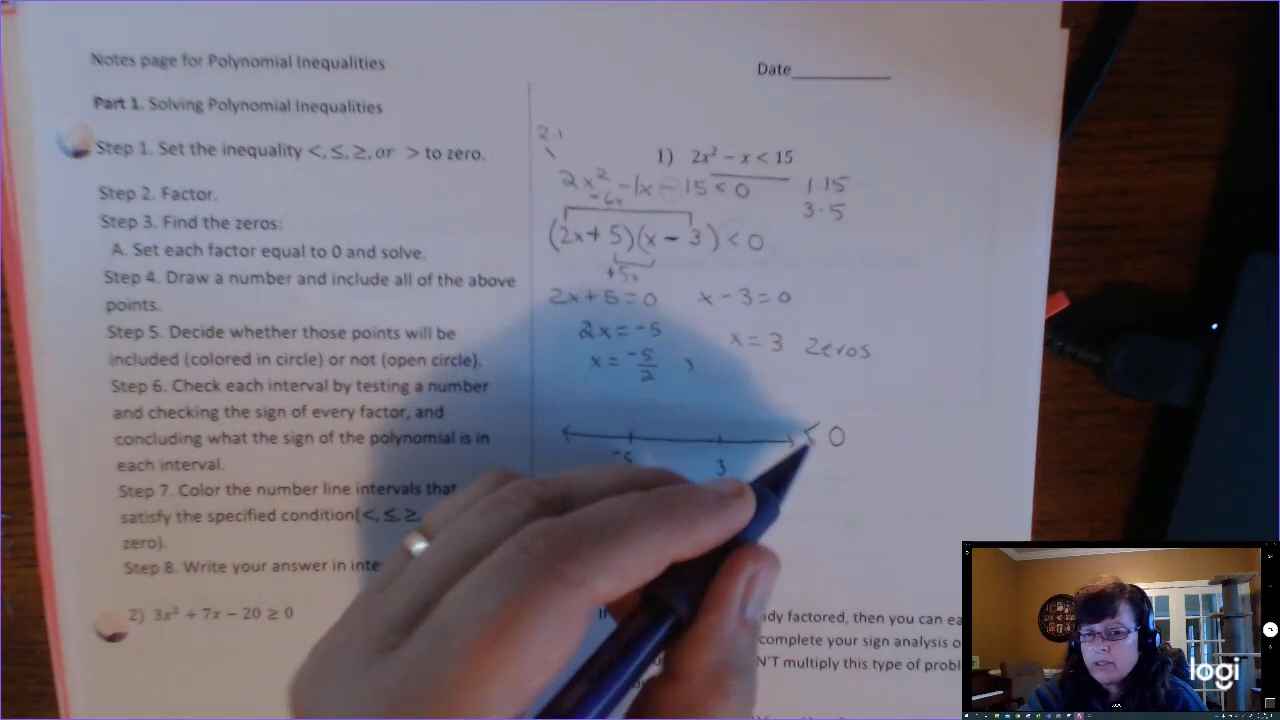 Notes page for Polynomial Inequalities
Date
Part 1. Solving Polynomial Inequalities
Step 1. Set the inequality <, ≤, ≥, or > to zero.
Step 2. Factor.
Step 3. Find the zeros:
A. Set each factor equal to 0 and solve.
Step 4. Draw a number and include all of the above
points.
Step 5. Decide whether those points will be
included (colored in circle) or not (open circle).
Step 6. Check each interval by testing a number
and checking the sign of every factor, and
concluding what the sign of the polynomial is in
each interval.
Step 7. Color the number line intervals that
satisfy the specified condition(<, ≤, ≥,
zero).
Step 8. Write your answer in
2) 3x² + 7x − 20 ≥ 0
2·1
1) 2x² − x < 15
2x² − 1x − 15 < 0
1·15
3·5
−6x
(2x + 5)(x − 3) < 0
+5x
2x + 5 = 0 x − 3 = 0
2x = −5 x = 3 zeros
x = −5/2 ,
< 0
3
factored, then you can
complete your sign analysis
multiply this type of
logi